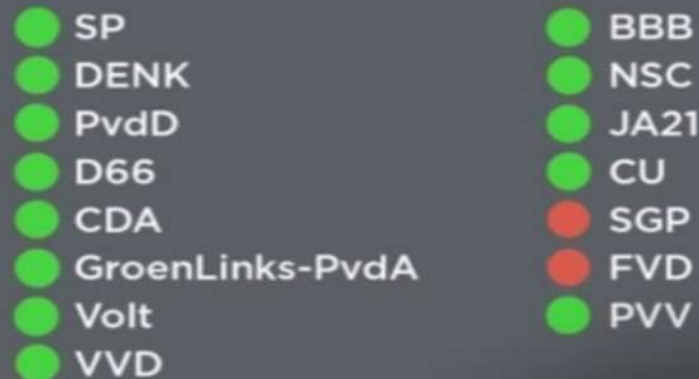 SP
DENK
PvdD
D66
CDA
GroenLinks-PvdA
Volt
VVD
BBB
NSC
JA21
CU
SGP
FVD
PVV